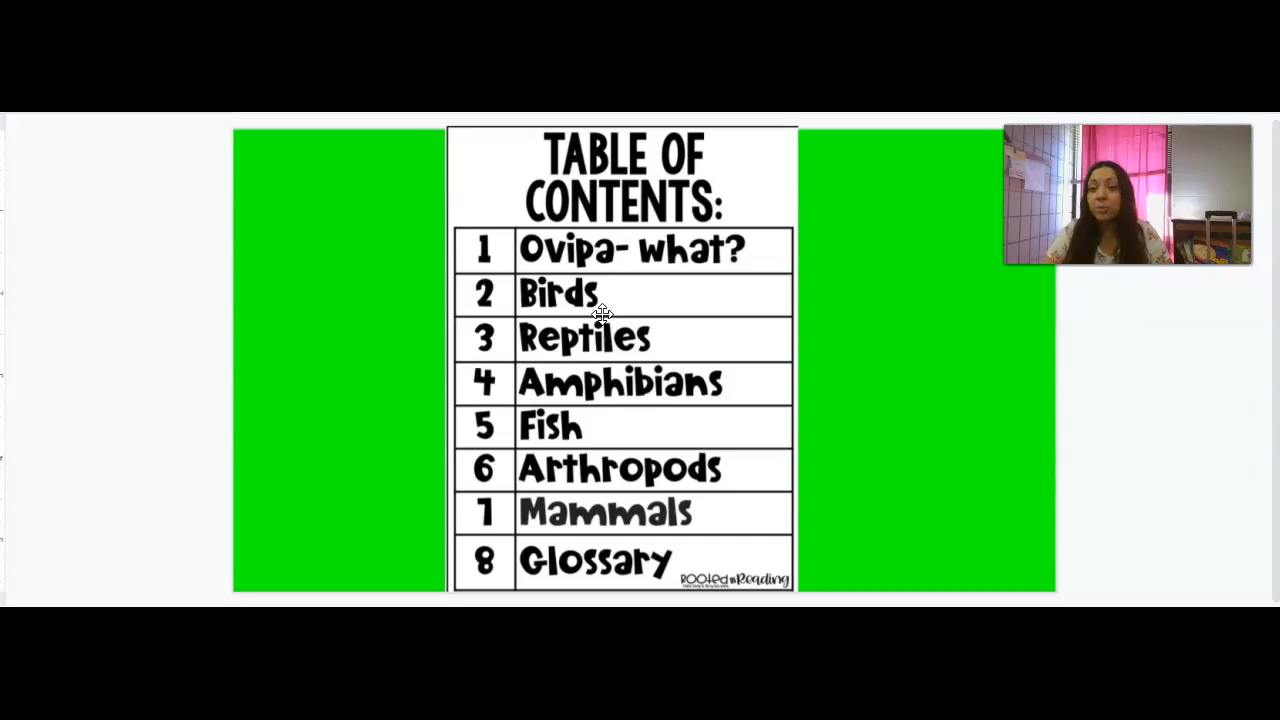 TABLE OF
CONTENTS:
1 Ovipa- what?
2 Birds
3 Reptiles
4 Amphibians
5 Fish
6 Arthropods
7 Mammals
8 Glossary
Rooted in Reading